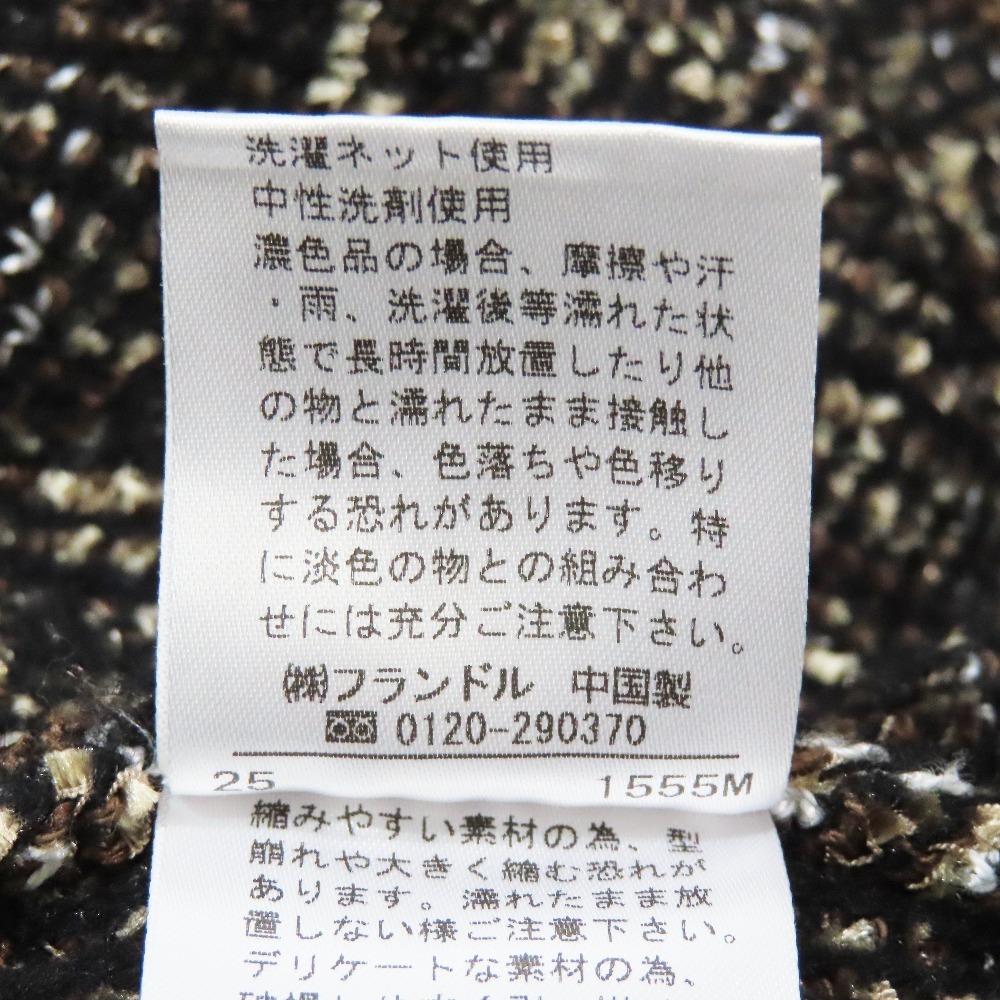 洗濯ネット使用
中性洗剤使用
濃色品の場合、摩擦や汗
・雨、洗濯後等濡れた状
態で長時間放置したり他
の物と濡れたまま接触し
た場合、色落ちや色移り
する恐れがあります。特
に淡色の物との組み合わ
せには充分ご注意下さい。
㈱フランドル 中国製
0120-290370
25 1555M
縮みやすい素材の為、型
崩れや大きく縮む恐れが
あります。濡れたまま放
置しない様ご注意下さい。
デリケートな素材の為、